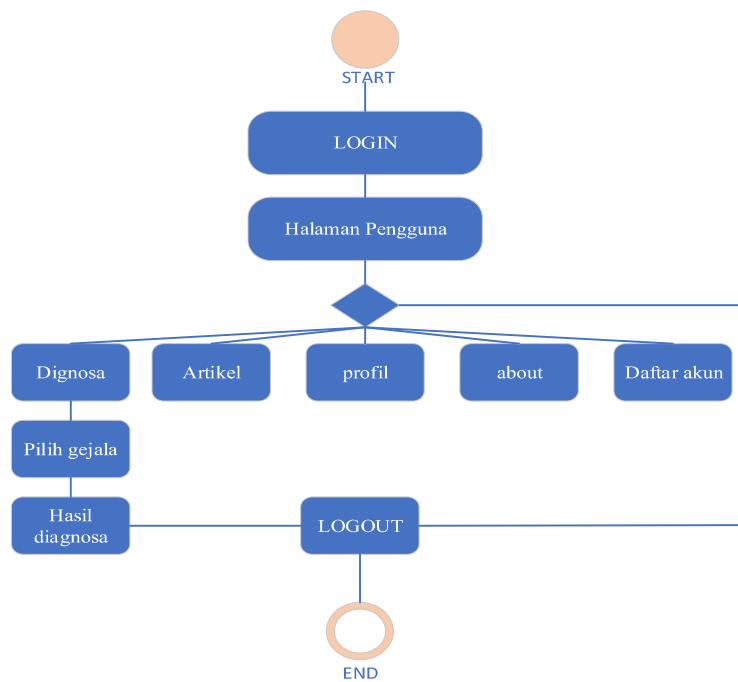 START
LOGIN
Halaman Pengguna
Dignosa
Artikel
profil
about
Daftar akun
Pilih gejala
Hasil
diagnosa
LOGOUT
END